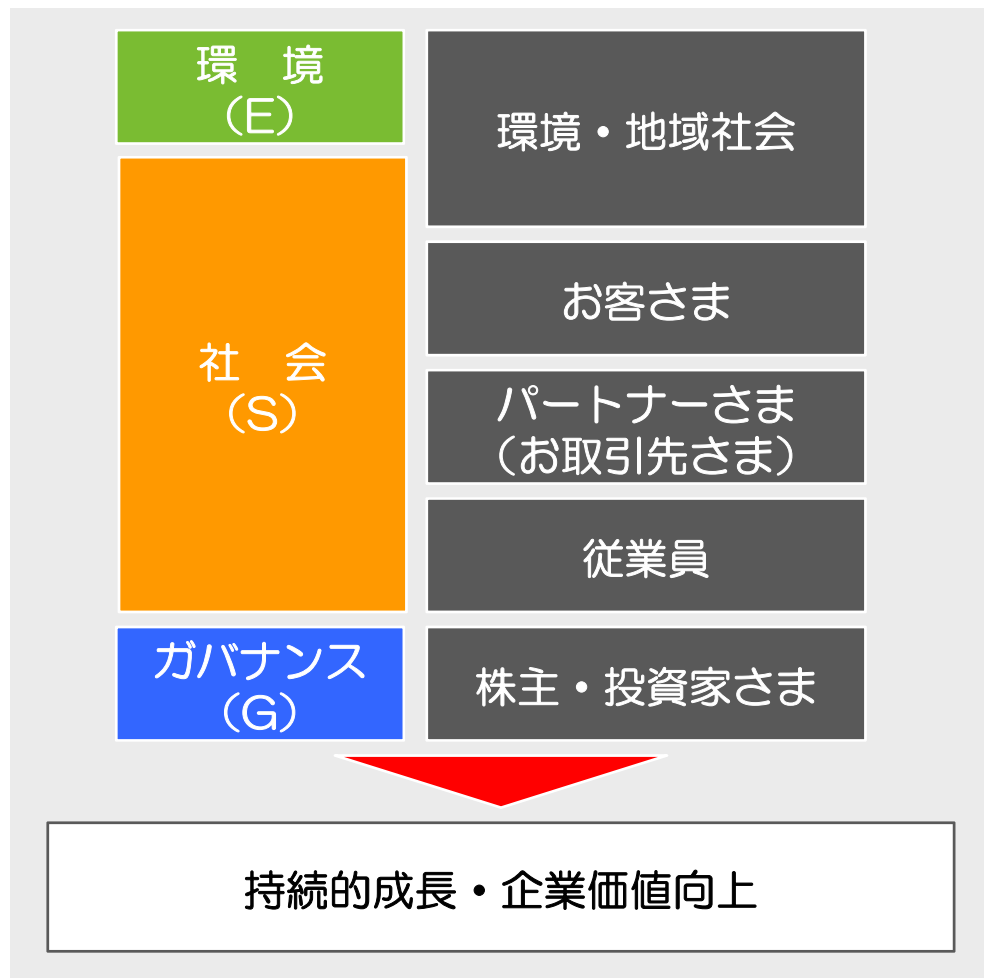 環　境
（E）
環境・地域社会
社　会
（S）
お客さま
パートナーさま
（お取引先さま）
従業員
ガバナンス
（G）
株主・投資家さま
持続的成長・企業価値向上